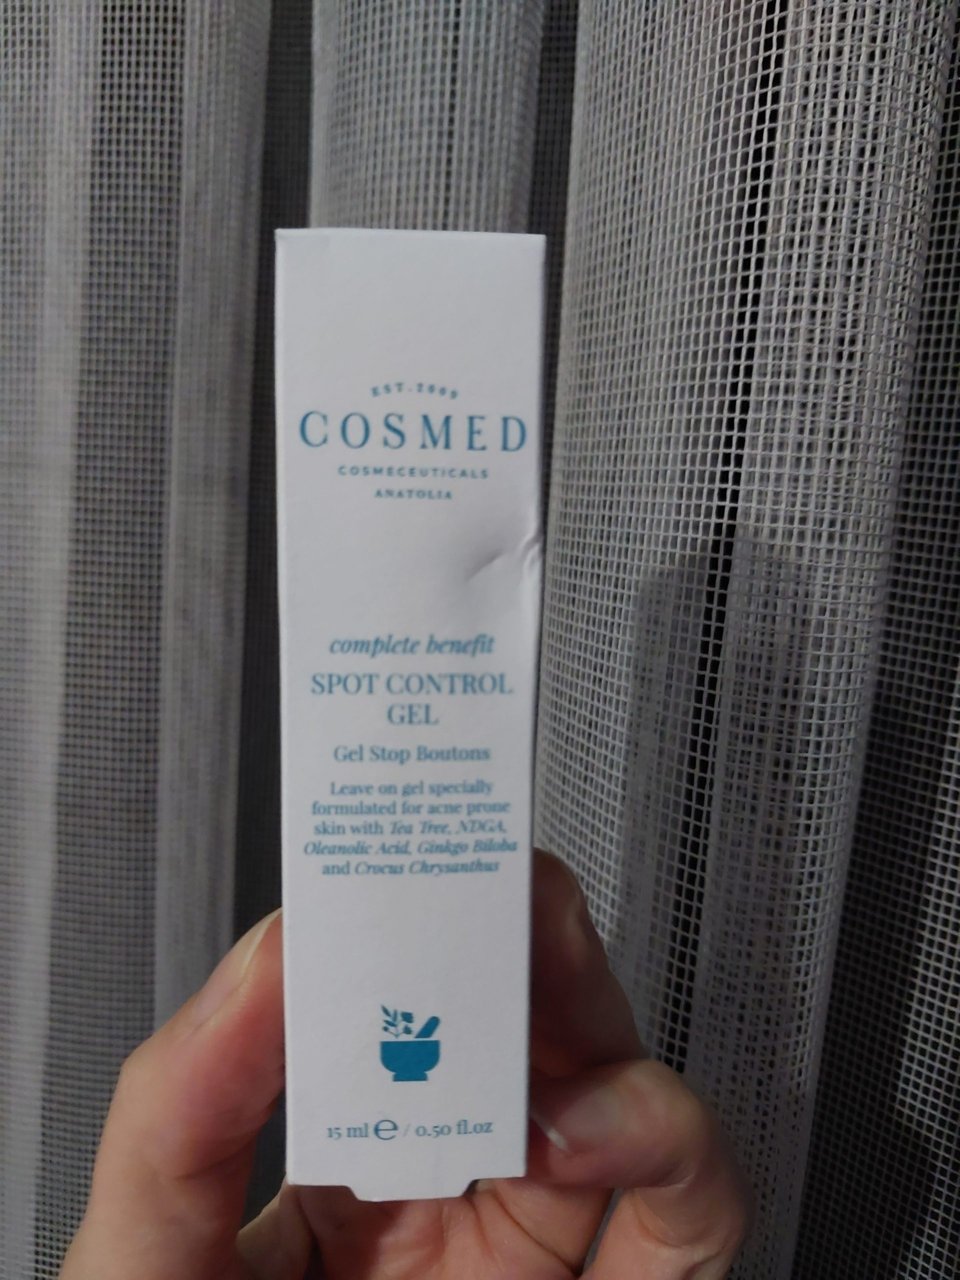 EST. 2009
COSMED
COSMECEUTICALS
ANATOLIA
complete benefit
SPOT CONTROL
GEL
Gel Stop Boutons
Leave on gel specially
formulated for acne prone
skin with Tea Tree, NDGA,
Oleanolic Acid, Ginkgo Biloba
and Crocus Chrysanthus
15 ml ℮ / 0.50 fl.oz